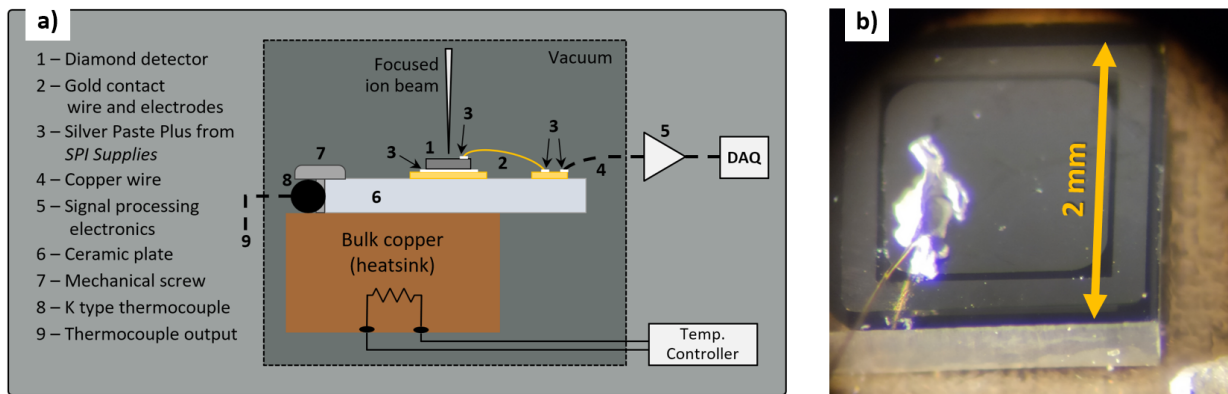 a)
1 – Diamond detector
2 – Gold contact
wire and electrodes
3 – Silver Paste Plus from
SPI Supplies
4 – Copper wire
5 – Signal processing
electronics
6 – Ceramic plate
7 – Mechanical screw
8 – K type thermocouple
9 – Thermocouple output
Focused
ion beam
Vacuum
3
1
3
2
3
4
5
DAQ
7
8
6
9
Bulk copper
(heatsink)
Temp.
Controller
b)
2 mm